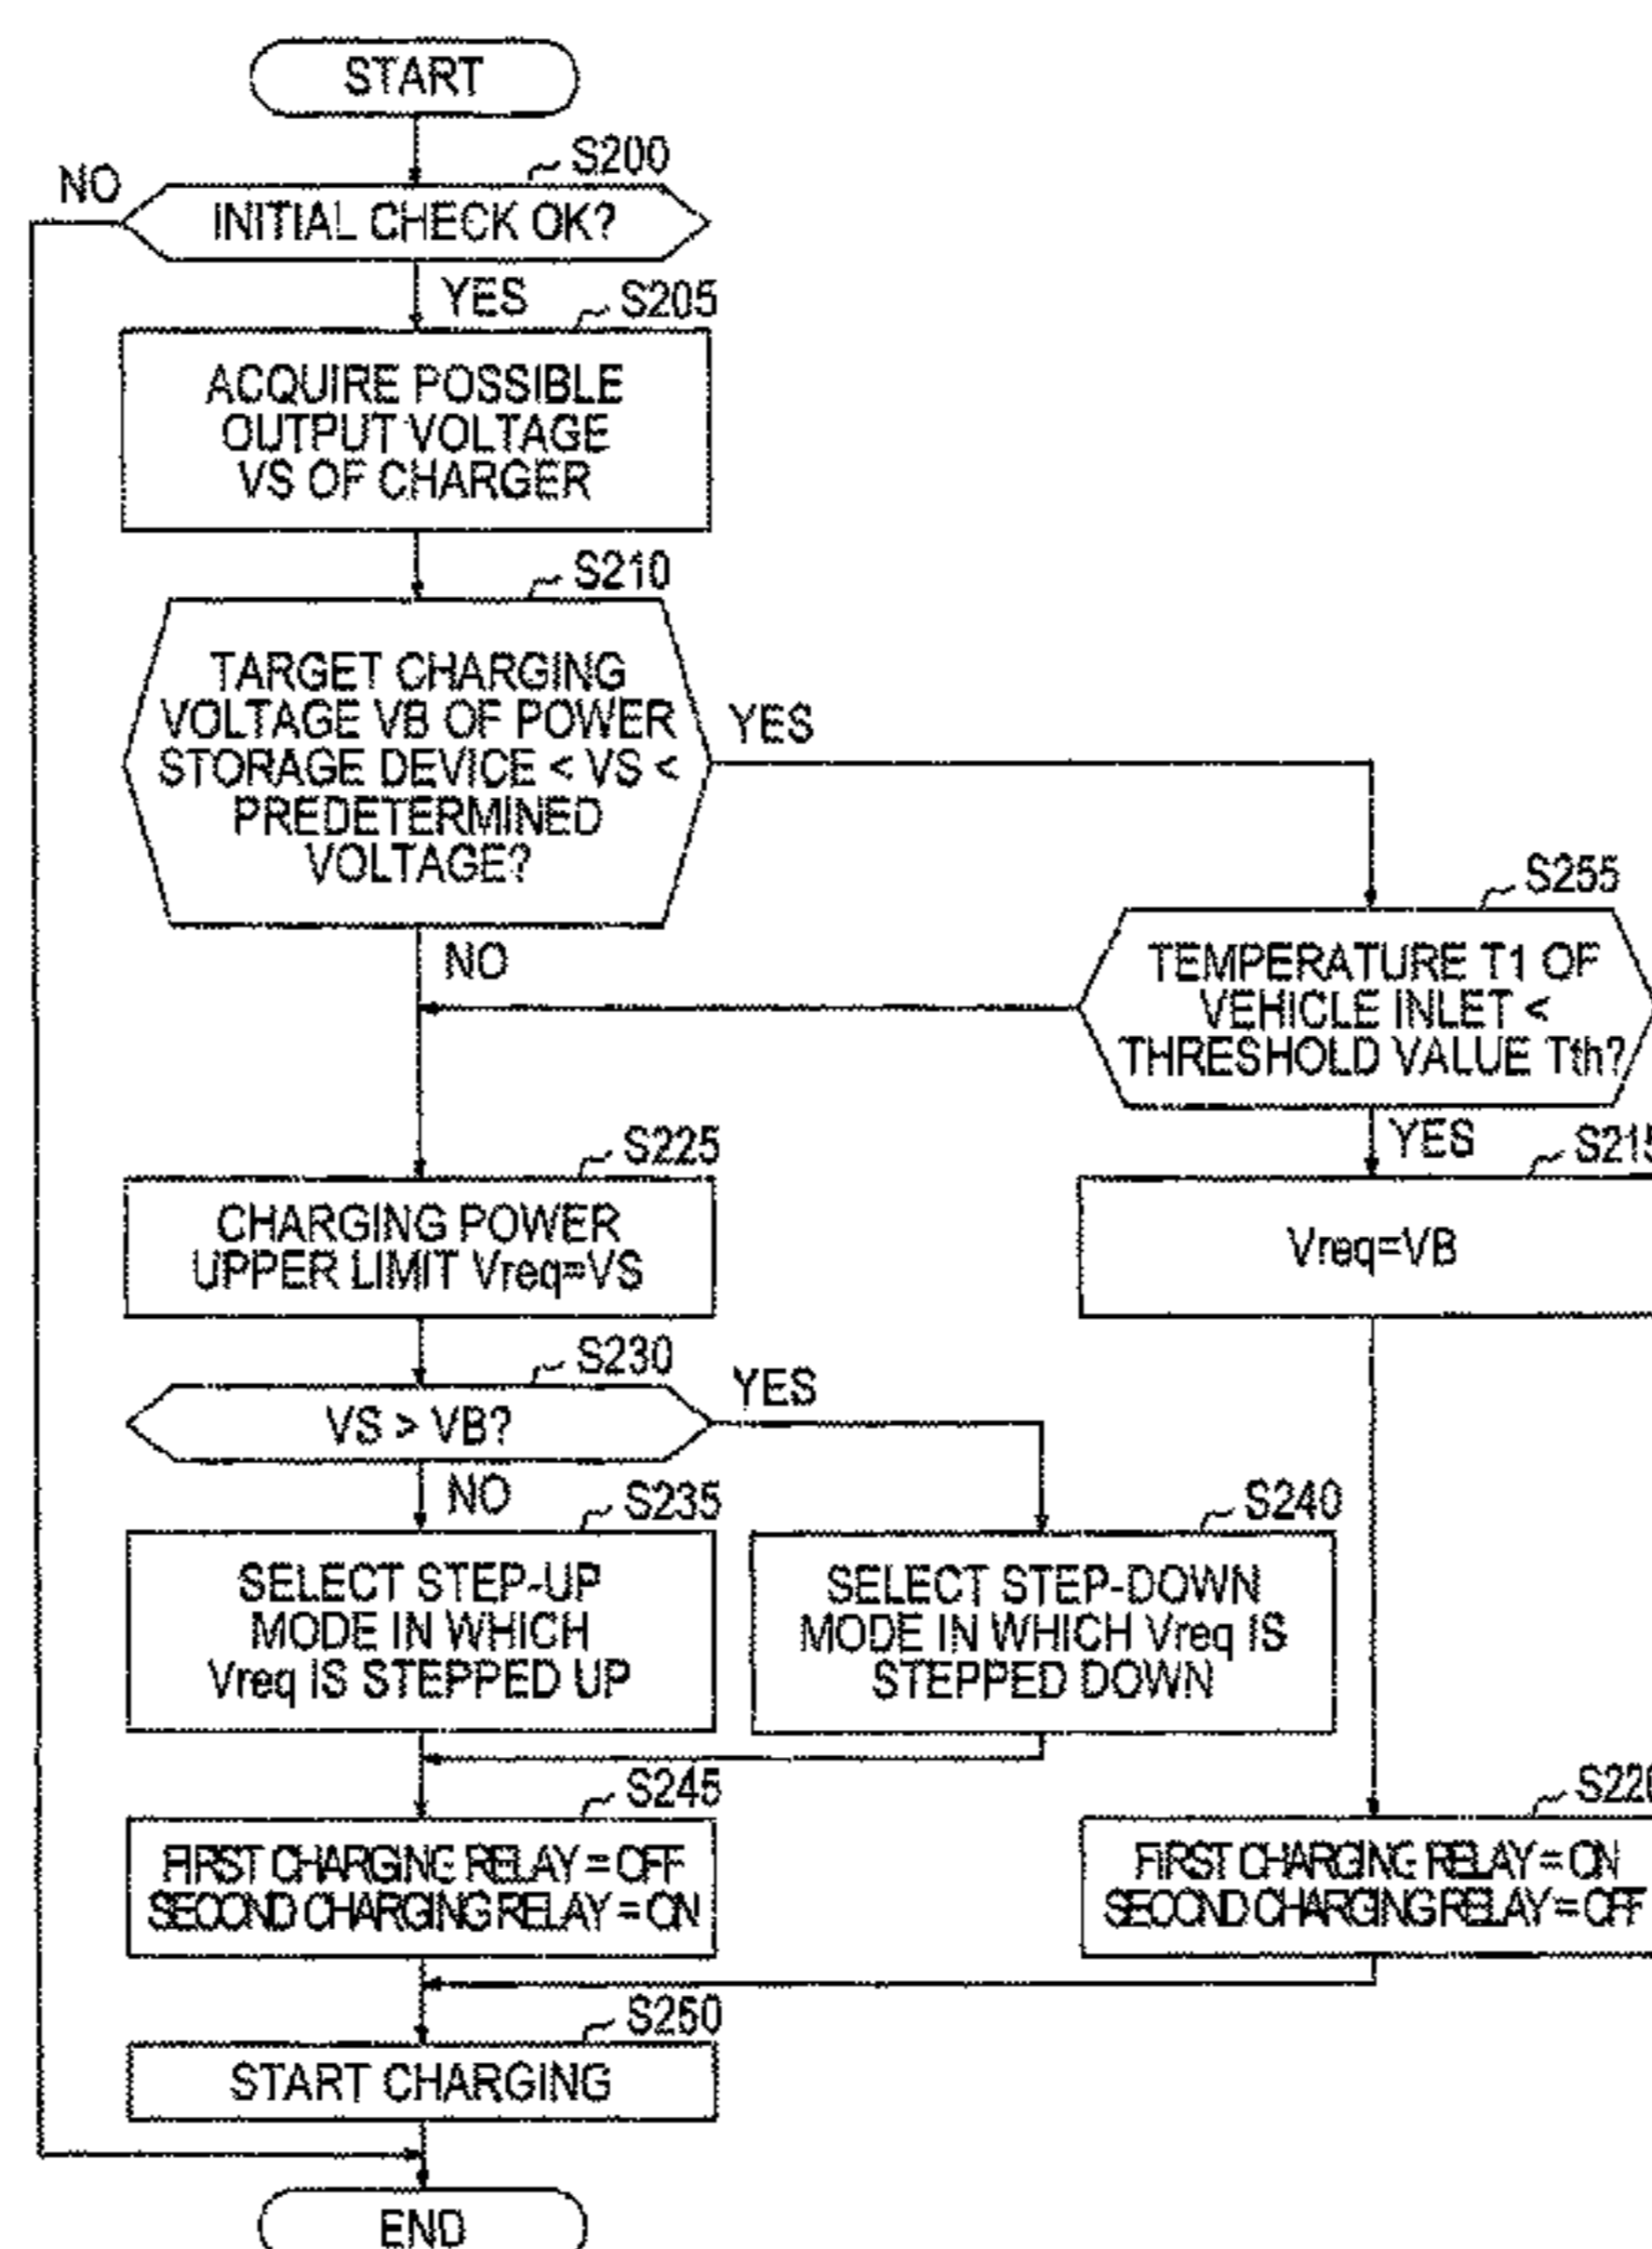 START
S200
NO
INITIAL CHECK OK?
YES
S205
ACQUIRE POSSIBLE
OUTPUT VOLTAGE
VS OF CHARGER
S210
TARGET CHARGING
VOLTAGE VB OF POWER
STORAGE DEVICE < VS <
PREDETERMINED
VOLTAGE?
YES
NO
S255
TEMPERATURE T1 OF
VEHICLE INLET <
THRESHOLD VALUE Tth?
YES
S225
CHARGING POWER
UPPER LIMIT Vreq=VS
S215
Vreq=VB
S230
VS > VB?
YES
NO
S235
SELECT STEP-UP
MODE IN WHICH
Vreq IS STEPPED UP
S240
SELECT STEP-DOWN
MODE IN WHICH Vreq IS
STEPPED DOWN
S245
FIRST CHARGING RELAY = OFF
SECOND CHARGING RELAY = ON
S220
FIRST CHARGING RELAY = ON
SECOND CHARGING RELAY = OFF
S250
START CHARGING
END